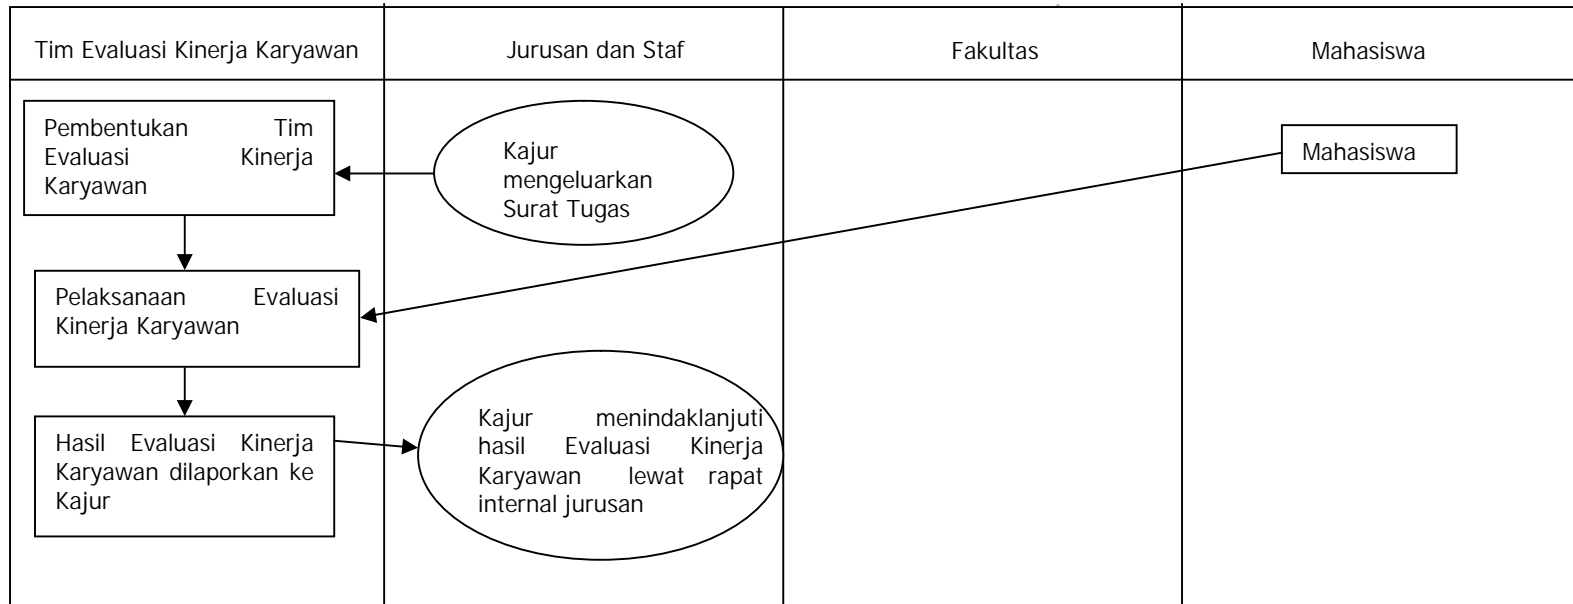 Tim Evaluasi Kinerja Karyawan
Jurusan dan Staf
Fakultas
Mahasiswa
Pembentukan Tim
Evaluasi Kinerja
Karyawan
Kajur
mengeluarkan
Surat Tugas
Mahasiswa
Pelaksanaan Evaluasi
Kinerja Karyawan
Hasil Evaluasi Kinerja
Karyawan dilaporkan ke
Kajur
Kajur menindaklanjuti
hasil Evaluasi Kinerja
Karyawan lewat rapat
internal jurusan